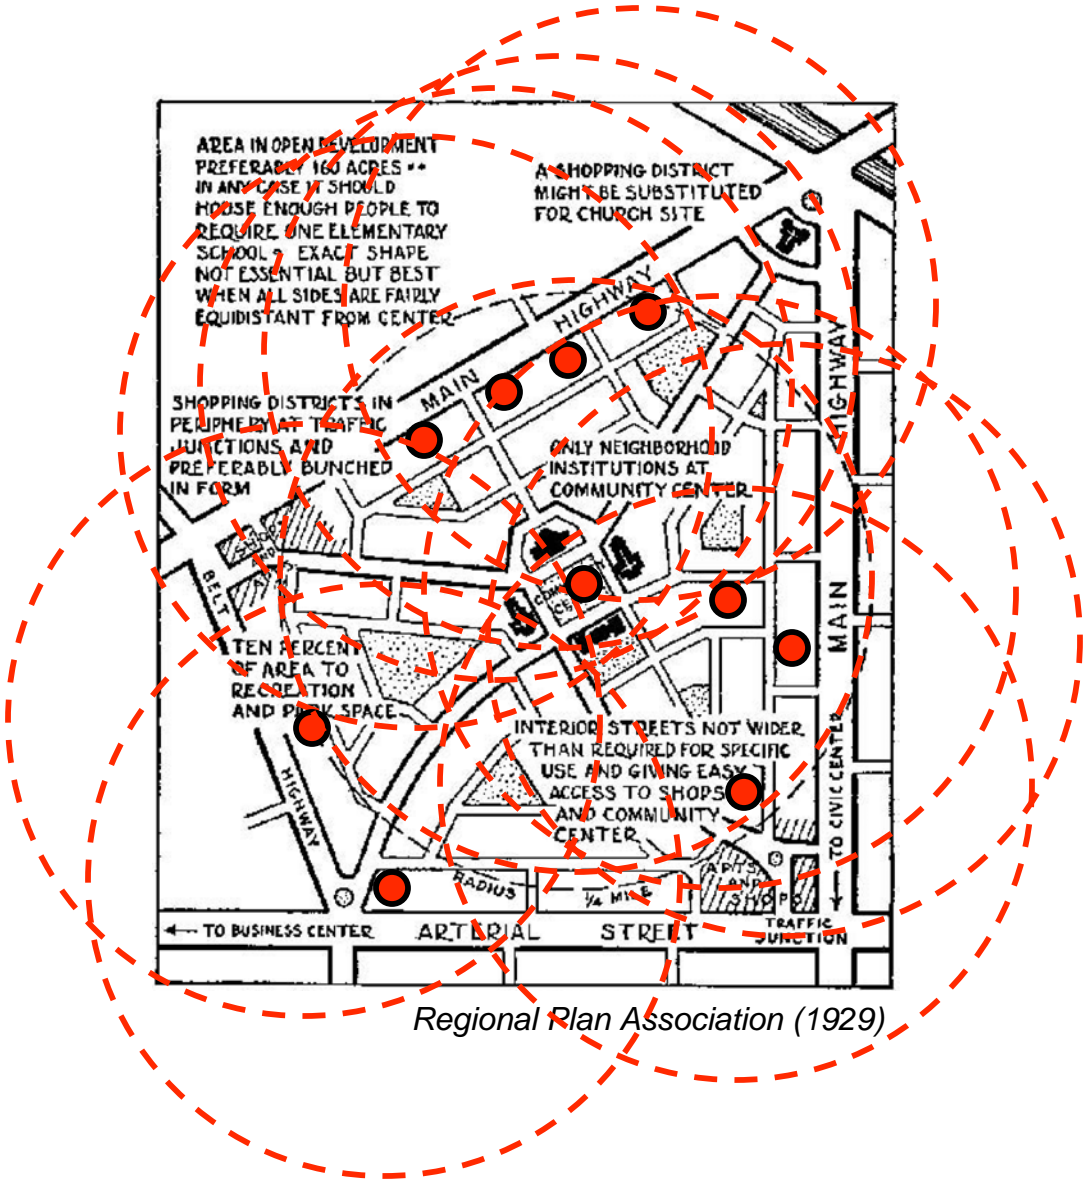 AREA IN OPEN DEVELOPMENT
PREFERABLY 160 ACRES **
IN ANY CASE IT SHOULD
HOUSE ENOUGH PEOPLE TO
REQUIRE ONE ELEMENTARY
SCHOOL • EXACT SHAPE
NOT ESSENTIAL BUT BEST
WHEN ALL SIDES ARE FAIRLY
EQUIDISTANT FROM CENTER
A SHOPPING DISTRICT
MIGHT BE SUBSTITUTED
FOR CHURCH SITE
MAIN HIGHWAY
HIGHWAY
SHOPPING DISTRICTS IN
PERIPHERY AT TRAFFIC
JUNCTIONS AND
PREFERABLY BUNCHED
IN FORM
ONLY NEIGHBORHOOD
INSTITUTIONS AT
COMMUNITY CENTER
BELT
MAIN
TEN PERCENT
OF AREA TO
RECREATION
AND PARK SPACE
INTERIOR STREETS NOT WIDER
THAN REQUIRED FOR SPECIFIC
USE AND GIVING EASY
ACCESS TO SHOPS
AND COMMUNITY
CENTER
HIGHWAY
TO CIVIC CENTER
RADIUS 1/4 MILE
APTS
AND
SHOPS
TO BUSINESS CENTER
ARTERIAL STREET
TRAFFIC
JUNCTION
Regional Plan Association (1929)